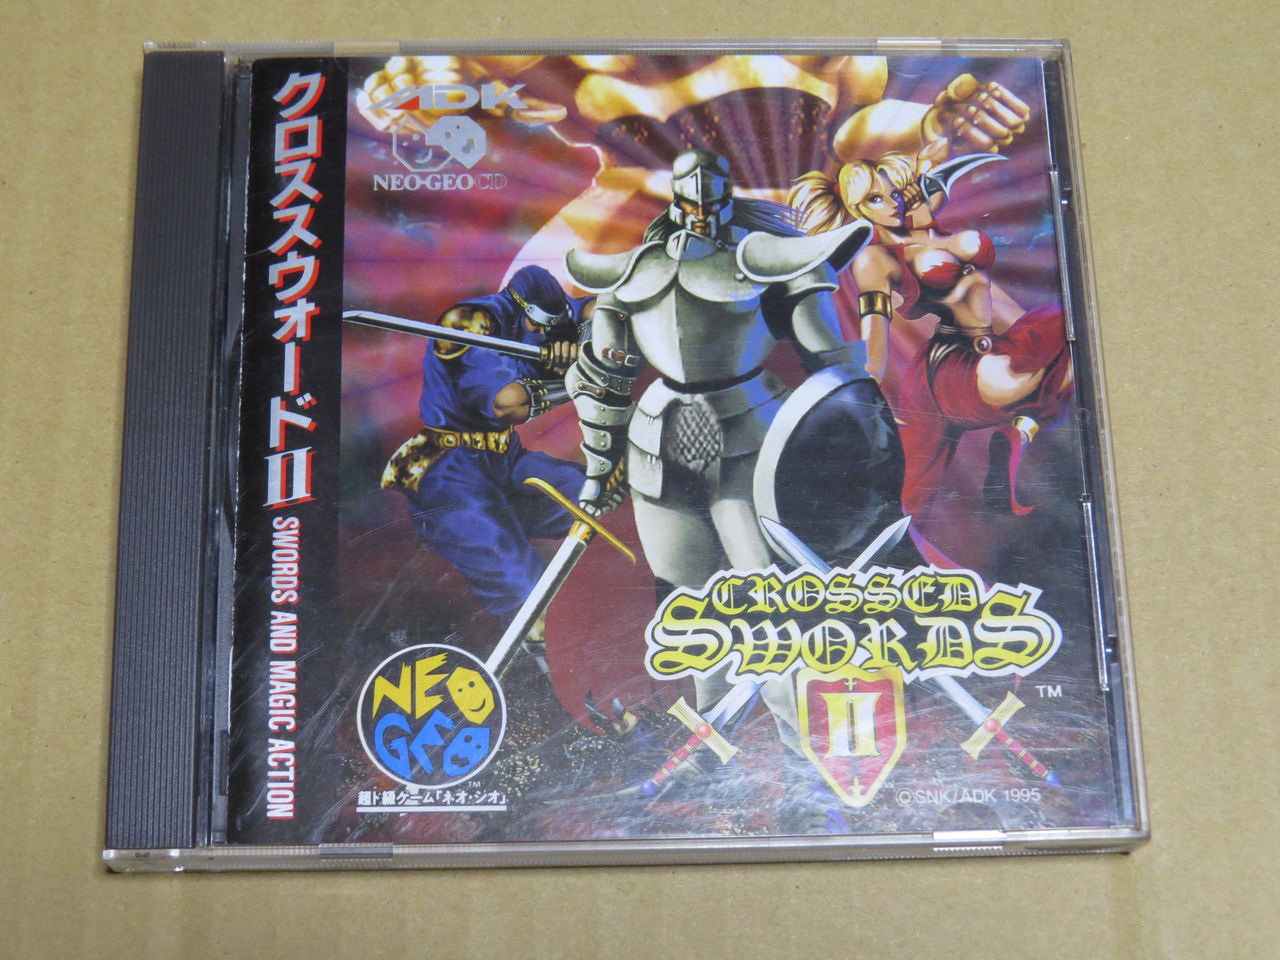 クロススウォードII SWORDS AND MAGIC ACTION
ADK
NEO·GEO CD
CROSSED
SWORDS
II
TM
NEO
GEO
TM
超ド級ゲーム「ネオ・ジオ」
©SNK/ADK 1995